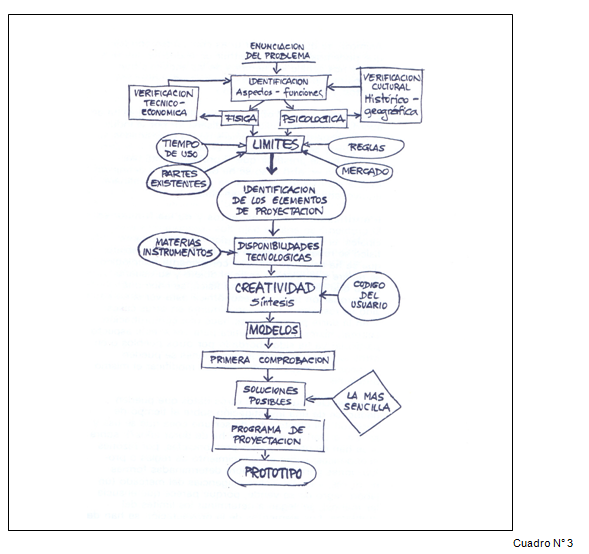 ENUNCIACION
DEL PROBLEMA
IDENTIFICACION
Aspectos - funciones
VERIFICACION
TECNICO-
ECONOMICA
VERIFICACION
CULTURAL
Histórico -
geográfica
FISICA
PSICOLOGICA
TIEMPO
DE USO
LIMITES
REGLAS
PARTES
EXISTENTES
MERCADO
IDENTIFICACION
DE LOS ELEMENTOS
DE PROYECTACION
MATERIAS
INSTRUMENTOS
DISPONIBILIDADES
TECNOLOGICAS
CREATIVIDAD
Síntesis
CODIGO
DEL
USUARIO
MODELOS
PRIMERA COMPROBACION
SOLUCIONES
POSIBLES
LA MAS
SENCILLA
PROGRAMA DE
PROYECTACION
PROTOTIPO
Cuadro N° 3